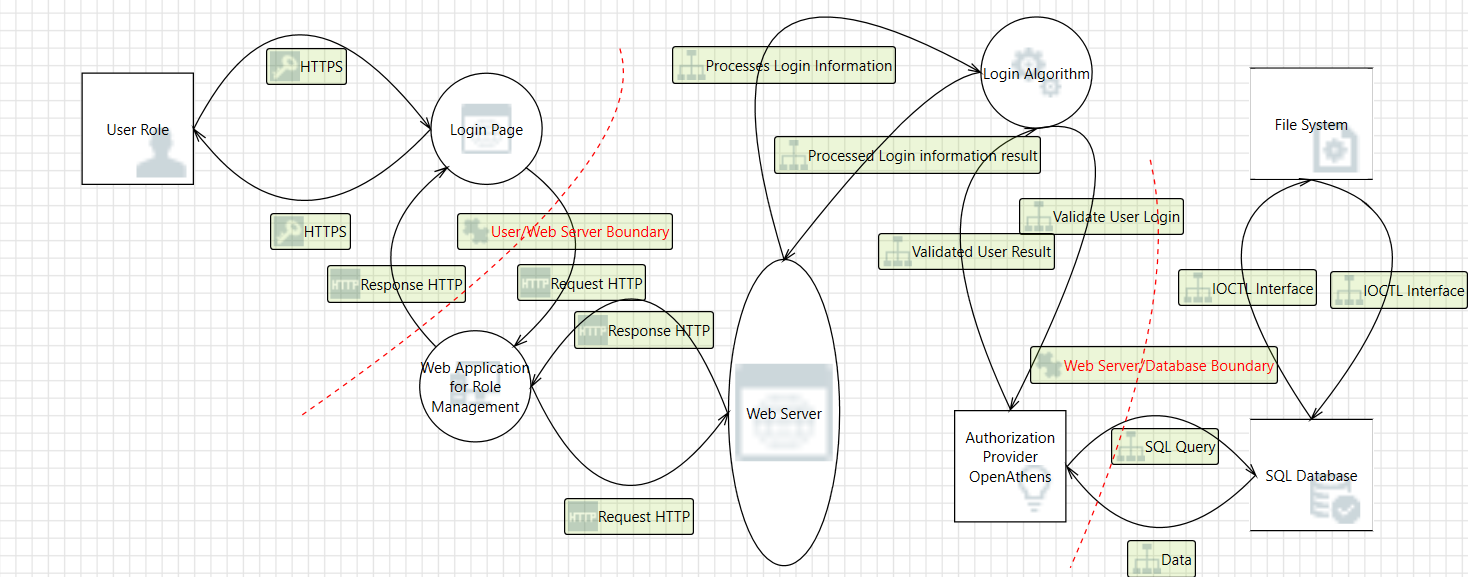 HTTPS
User Role
Login Page
HTTPS
User/Web Server Boundary
Response HTTP
Request HTTP
Response HTTP
Web Application
for Role
Management
Request HTTP
Web Server
Processes Login Information
Login Algorithm
Processed Login information result
Validate User Login
Validated User Result
File System
IOCTL Interface
IOCTL Interface
Web Server/Database Boundary
Authorization
Provider
OpenAthens
SQL Query
SQL Database
Data